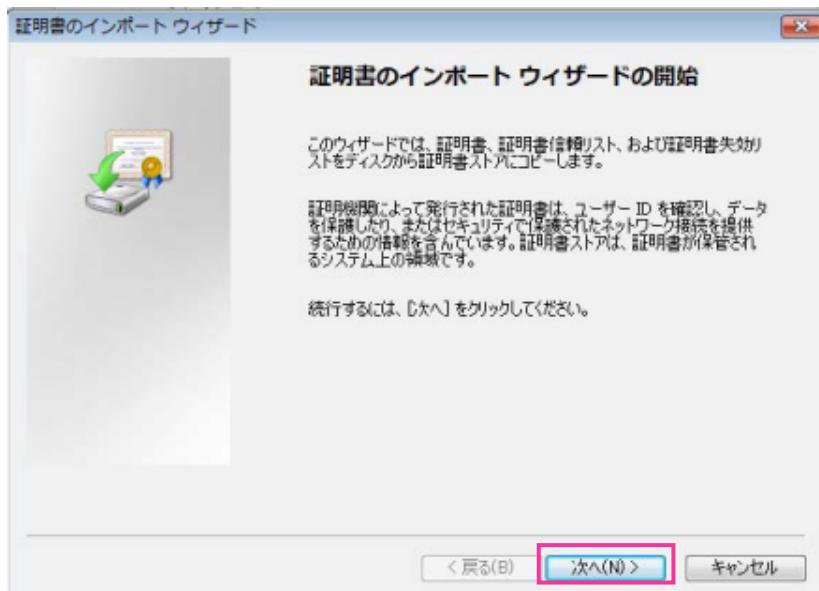 証明書のインポート ウィザード
証明書のインポート ウィザードの開始
このウィザードでは、証明書、証明書信頼リスト、および証明書失効リ
ストをディスクから証明書ストアにコピーします。
証明機関によって発行された証明書は、ユーザー ID を確認し、データ
を保護したり、またはセキュリティで保護されたネットワーク接続を提供
するための情報を含んでいます。証明書ストアは、証明書が保管され
るシステム上の領域です。
続行するには、[次へ] をクリックしてください。
< 戻る(B)
次へ(N) >
キャンセル